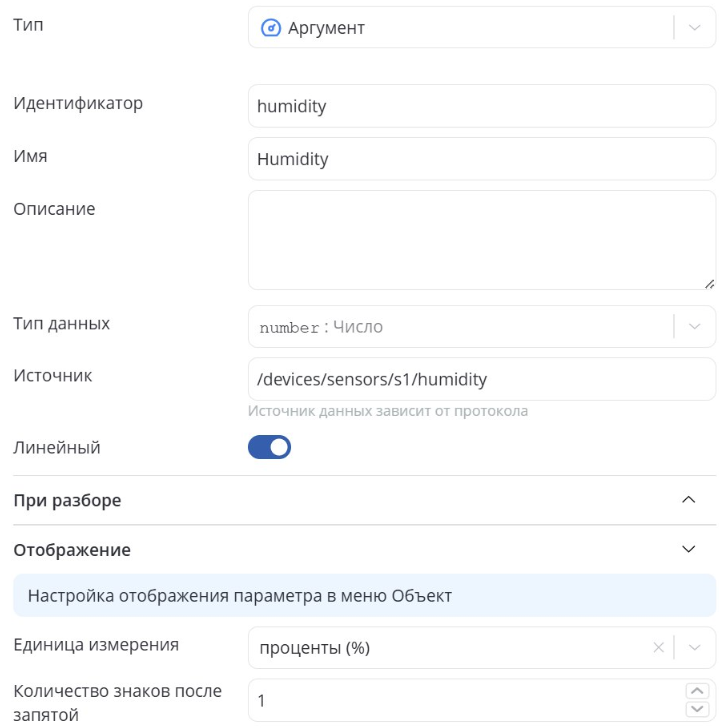 Тип
Аргумент
Идентификатор
humidity
Имя
Humidity
Описание
Тип данных
number : Число
Источник
/devices/sensors/s1/humidity
Источник данных зависит от протокола
Линейный
При разборе
Отображение
Настройка отображения параметра в меню Объект
Единица измерения
проценты (%)
Количество знаков после
запятой
1